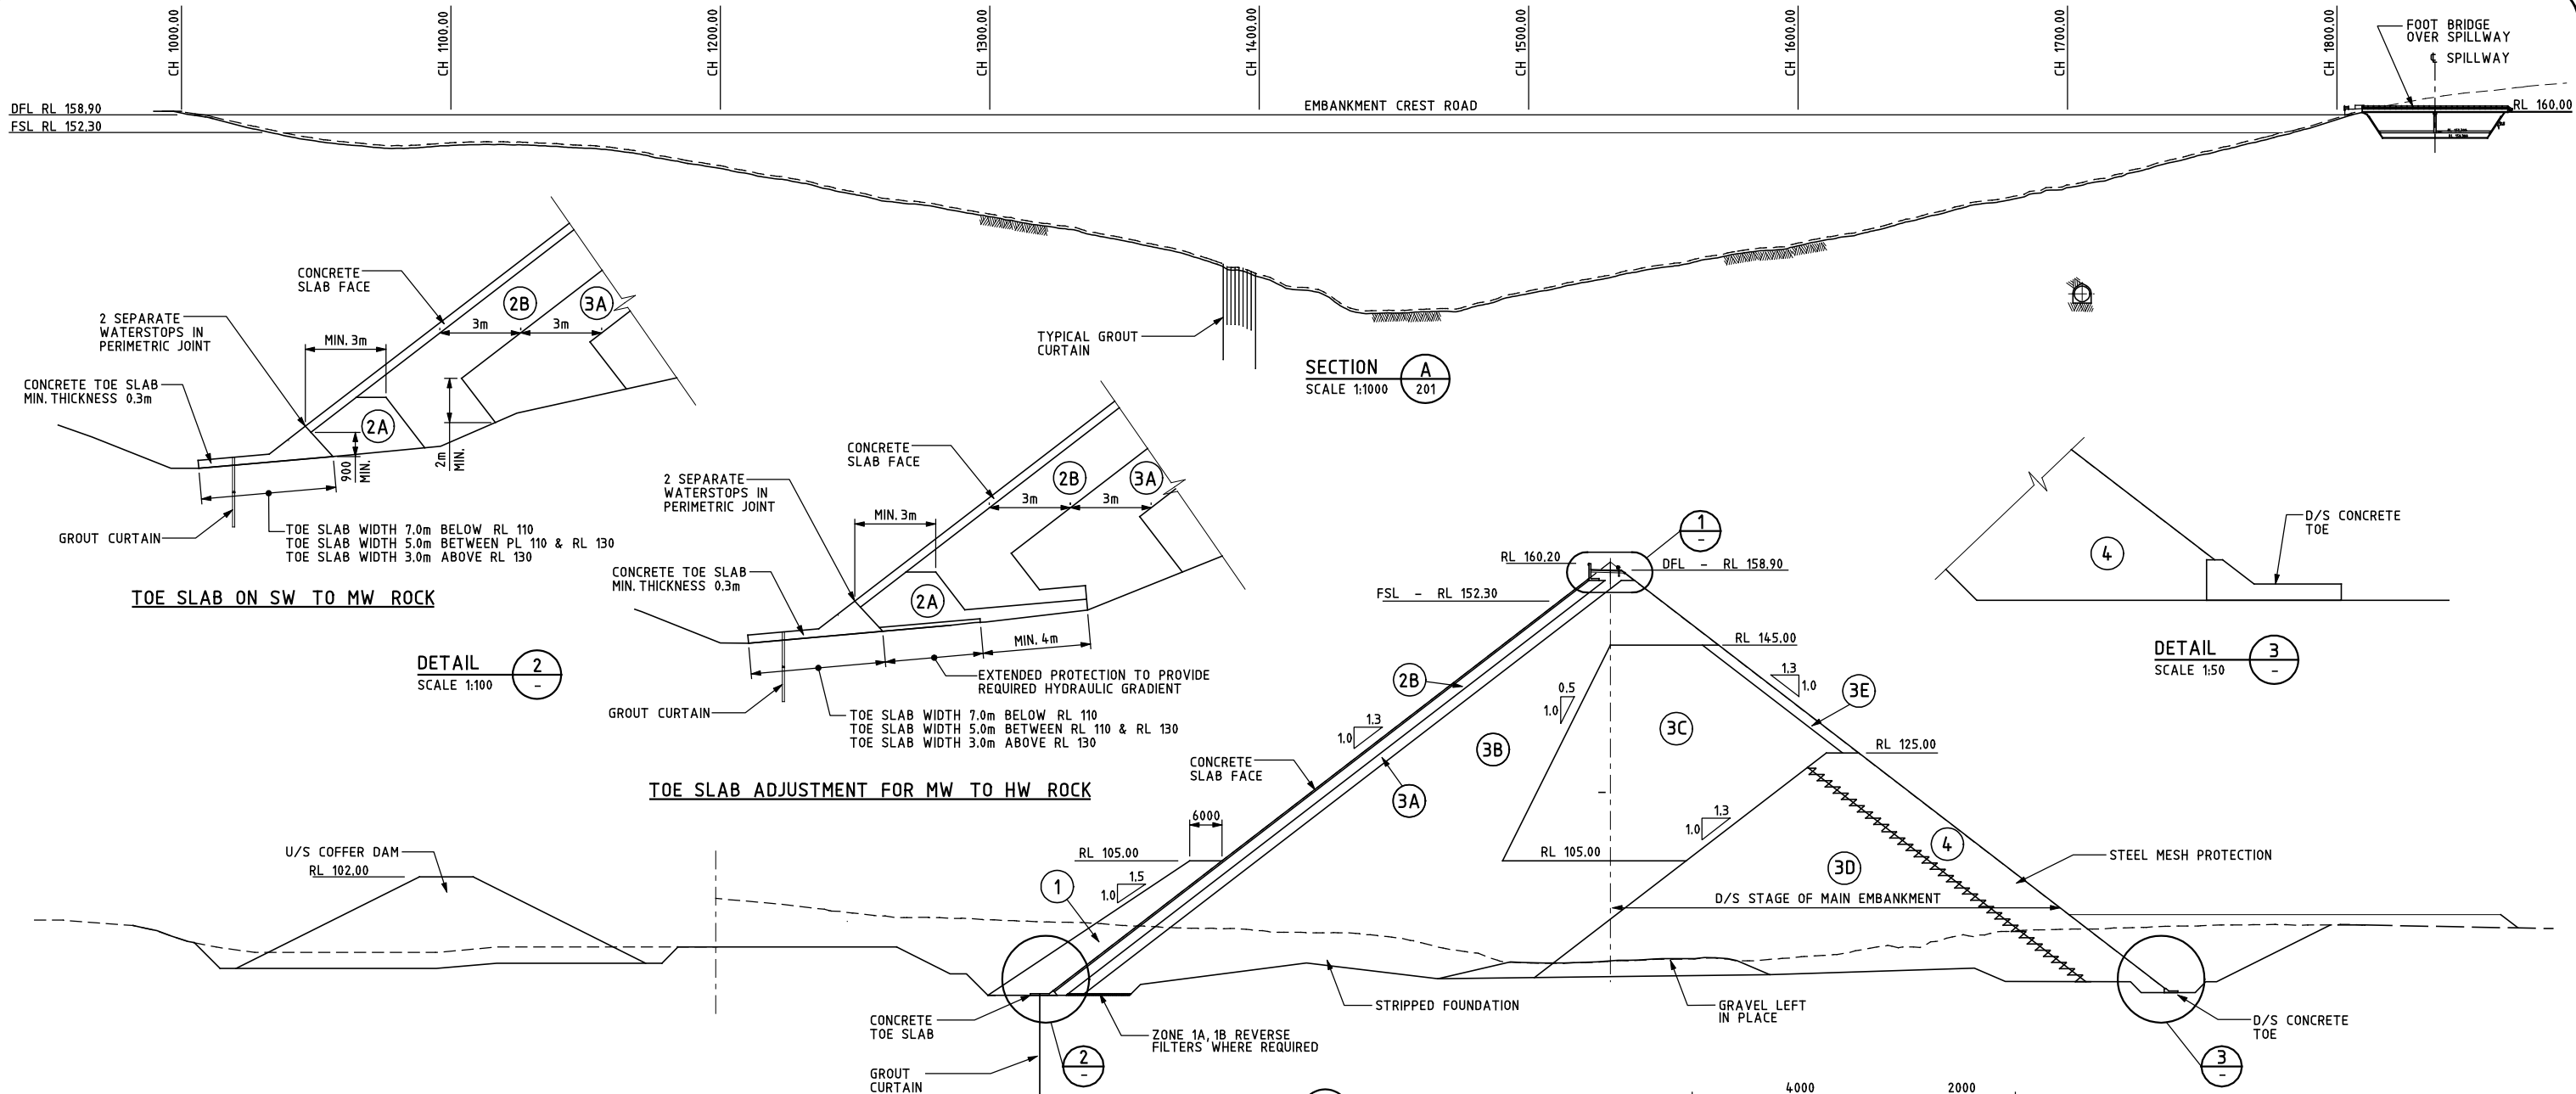 CH 1000.00
CH 1100.00
CH 1200.00
CH 1300.00
CH 1400.00
CH 1500.00
CH 1600.00
CH 1700.00
CH 1800.00
FOOT BRIDGE
OVER SPILLWAY
℄ SPILLWAY
DFL RL 158.90
FSL RL 152.30
EMBANKMENT CREST ROAD
RL 160.00
TYPICAL GROUT
CURTAIN
SECTION
SCALE 1:1000
A
201
CONCRETE
SLAB FACE
2 SEPARATE
WATERSTOPS IN
PERIMETRIC JOINT
CONCRETE TOE SLAB
MIN. THICKNESS 0.3m
MIN. 3m
2B
3A
3m
3m
2A
900
MIN.
2m
MIN.
GROUT CURTAIN
TOE SLAB WIDTH 7.0m BELOW RL 110
TOE SLAB WIDTH 5.0m BETWEEN PL 110 & RL 130
TOE SLAB WIDTH 3.0m ABOVE RL 130
TOE SLAB ON SW TO MW ROCK
DETAIL
SCALE 1:100
2
-
CONCRETE
SLAB FACE
2 SEPARATE
WATERSTOPS IN
PERIMETRIC JOINT
CONCRETE TOE SLAB
MIN. THICKNESS 0.3m
MIN. 3m
2B
3A
3m
3m
2A
MIN. 4m
EXTENDED PROTECTION TO PROVIDE
REQUIRED HYDRAULIC GRADIENT
GROUT CURTAIN
TOE SLAB WIDTH 7.0m BELOW RL 110
TOE SLAB WIDTH 5.0m BETWEEN RL 110 & RL 130
TOE SLAB WIDTH 3.0m ABOVE RL 130
TOE SLAB ADJUSTMENT FOR MW TO HW ROCK
4
D/S CONCRETE
TOE
DETAIL
SCALE 1:50
3
-
1
-
RL 160.20
DFL - RL 158.90
FSL - RL 152.30
RL 145.00
2B
0.5
1.0
1.3
1.0
3E
3C
3B
1.3
1.0
RL 125.00
CONCRETE
SLAB FACE
3A
6000
1.3
1.0
U/S COFFER DAM
RL 102.00
RL 105.00
RL 105.00
1
1.5
1.0
3D
4
STEEL MESH PROTECTION
D/S STAGE OF MAIN EMBANKMENT
CONCRETE
TOE SLAB
STRIPPED FOUNDATION
GRAVEL LEFT
IN PLACE
D/S CONCRETE
TOE
ZONE 1A, 1B REVERSE
FILTERS WHERE REQUIRED
2
-
3
-
GROUT
CURTAIN
4000
2000